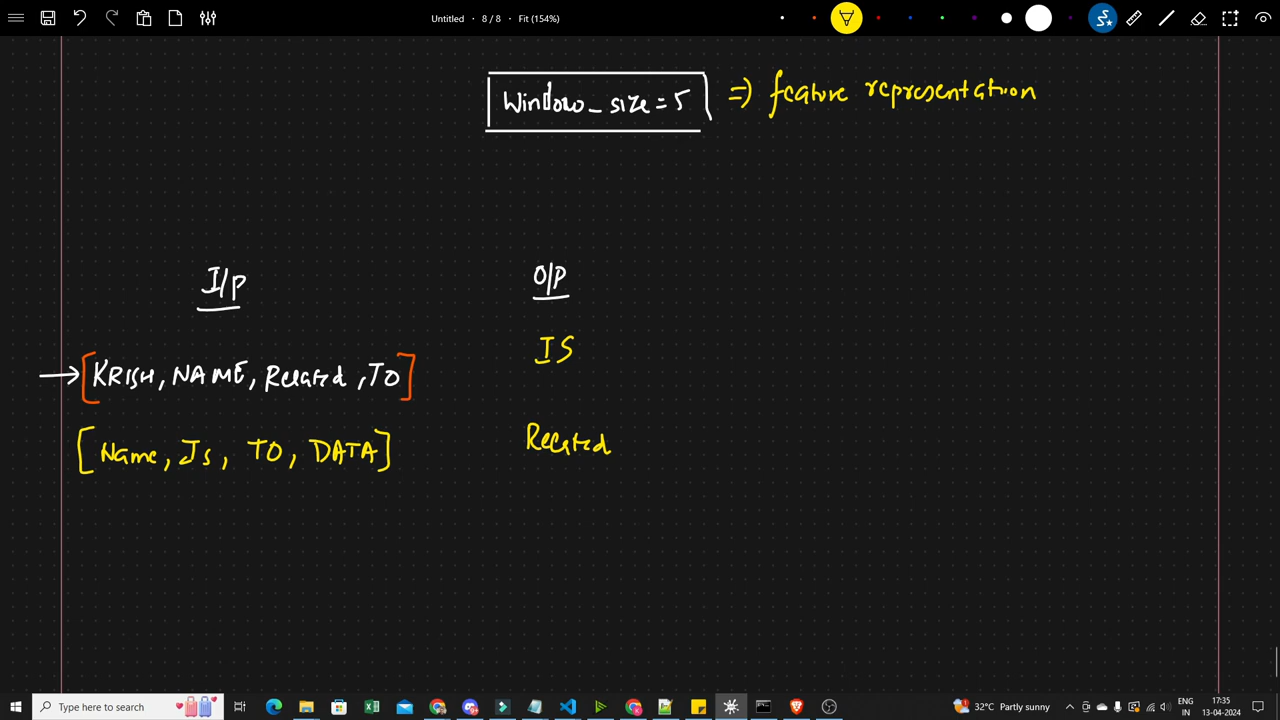 Untitled • 8 / 8 • Fit (154%)
Window_size = 5 => feature representation
I/P O/P
IS
→ [KRISH, NAME, Related, TO]
[Name, Is, TO, DATA] Related
Type here to search 32°C Partly sunny ENG IN 17:35 13-04-2024